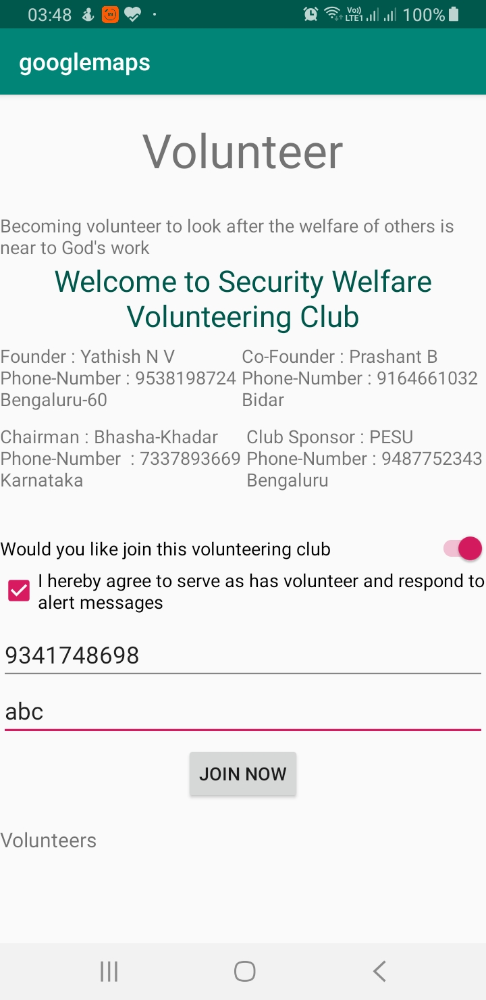 03:48 Vo)) LTE1 100%
googlemaps
Volunteer
Becoming volunteer to look after the welfare of others is
near to God's work
Welcome to Security Welfare
Volunteering Club
Founder : Yathish N V
Phone-Number : 9538198724
Bengaluru-60
Co-Founder : Prashant B
Phone-Number : 9164661032
Bidar
Chairman : Bhasha-Khadar
Phone-Number  : 7337893669
Karnataka
Club Sponsor : PESU
Phone-Number : 9487752343
Bengaluru
Would you like join this volunteering club
I hereby agree to serve as has volunteer and respond to
alert messages
9341748698
abc
JOIN NOW
Volunteers